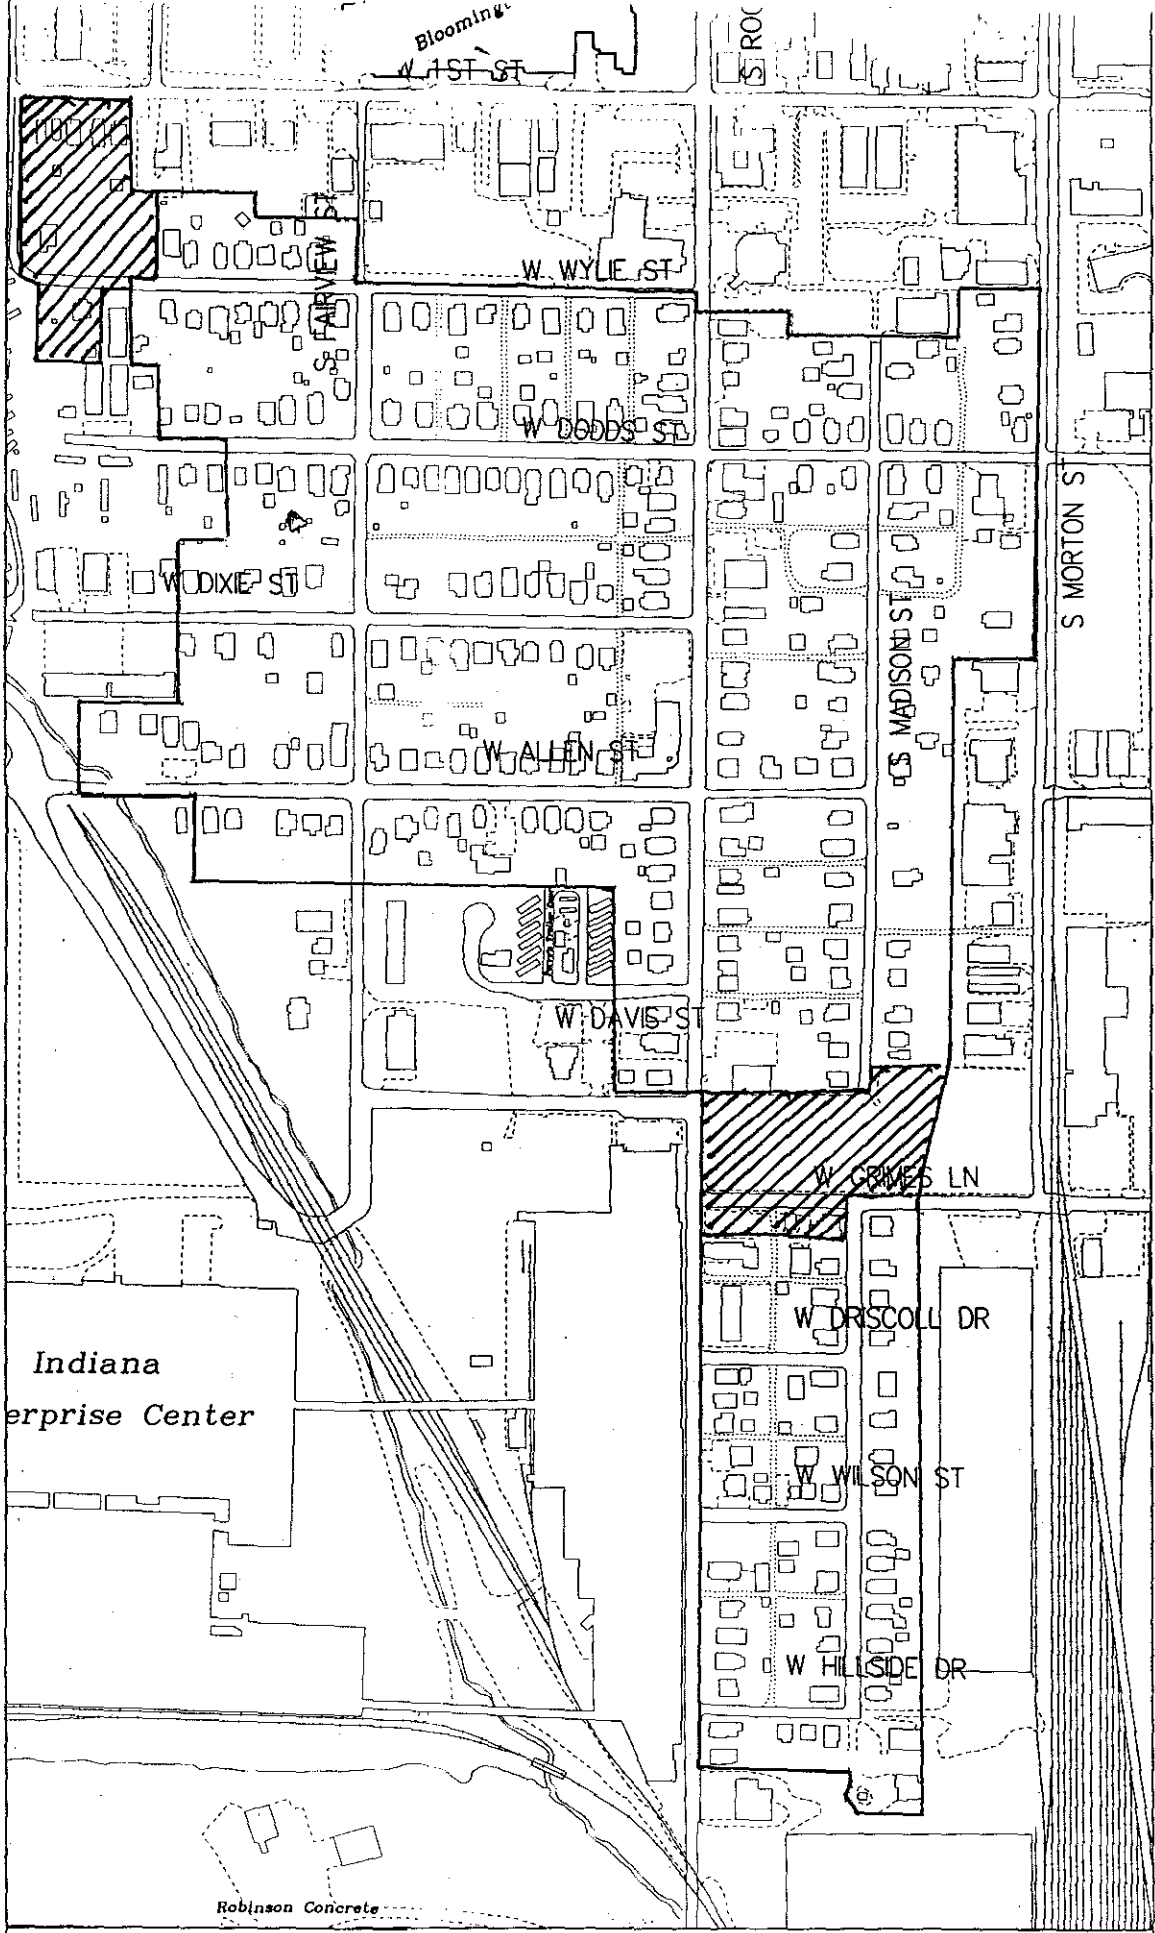 Blooming
S ROC
W 1ST ST
S FAIRVIEW ST
W WYLIE ST
W DODDS ST
S MORTON ST
W DIXIE ST
S MADISON ST
W ALLEN ST
W DAVIS ST
W GRIMES LN
W DRISCOLL DR
Indiana
erprise Center
W WILSON ST
W HILLSIDE DR
Robinson Concrete